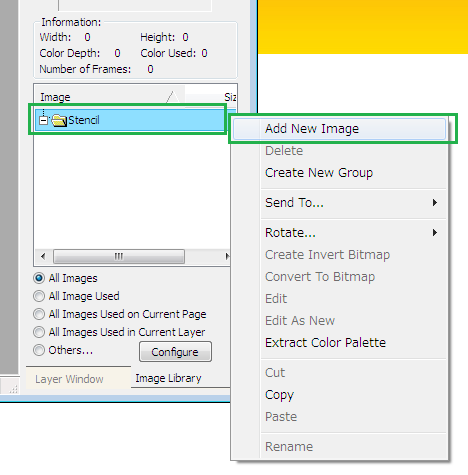 Information:
Width: 0 Height: 0
Color Depth: 0 Color Used: 0
Number of Frames: 0
Image Siz
Stencil
All Images
All Image Used
All Images Used on Current Page
All Images Used in Current Layer
Others... Configure
Layer Window Image Library
Add New Image
Delete
Create New Group
Send To...
Rotate...
Create Invert Bitmap
Convert To Bitmap
Edit
Edit As New
Extract Color Palette
Cut
Copy
Paste
Rename